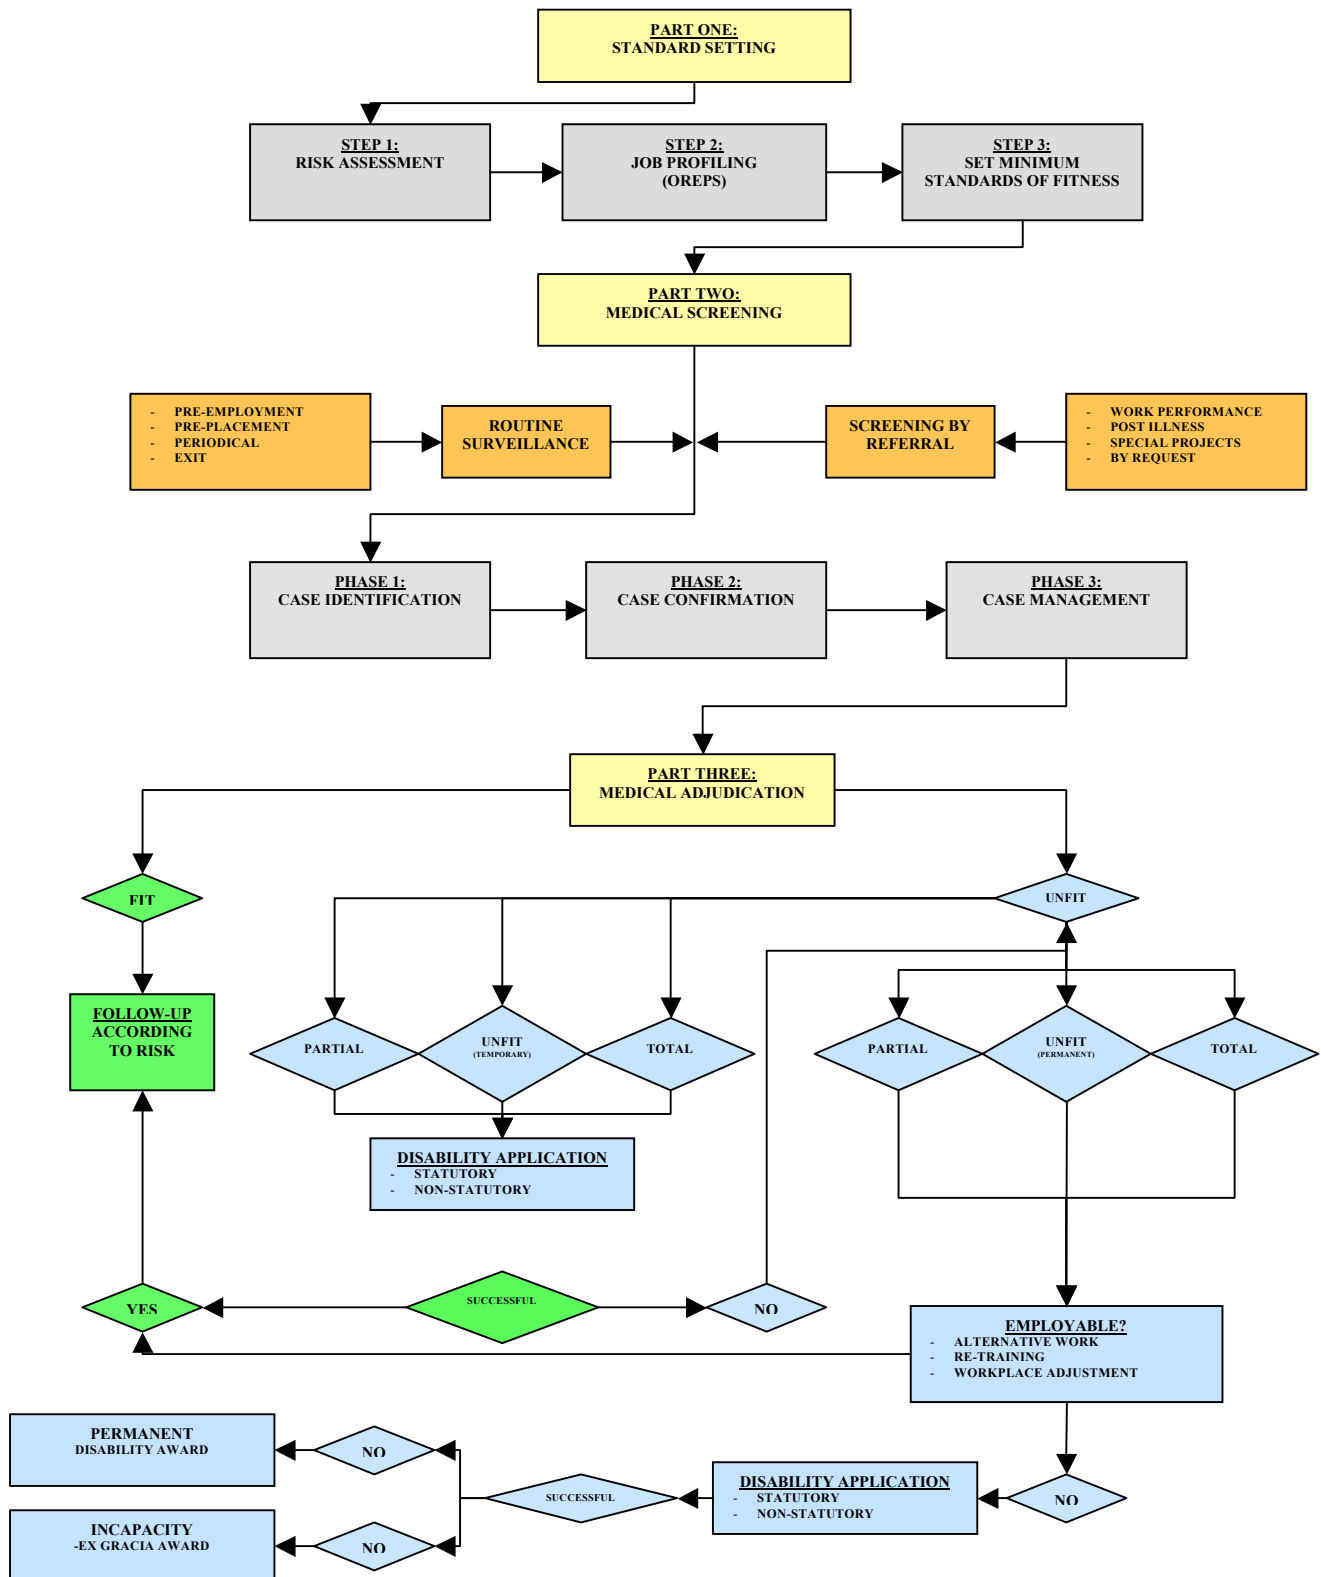 PART ONE:
STANDARD SETTING
STEP 1:
RISK ASSESSMENT
STEP 2:
JOB PROFILING
(OREPS)
STEP 3:
SET MINIMUM
STANDARDS OF FITNESS
PART TWO:
MEDICAL SCREENING
- PRE-EMPLOYMENT
- PRE-PLACEMENT
- PERIODICAL
- EXIT
ROUTINE
SURVEILLANCE
SCREENING BY
REFERRAL
- WORK PERFORMANCE
- POST ILLNESS
- SPECIAL PROJECTS
- BY REQUEST
PHASE 1:
CASE IDENTIFICATION
PHASE 2:
CASE CONFIRMATION
PHASE 3:
CASE MANAGEMENT
PART THREE:
MEDICAL ADJUDICATION
FIT
UNFIT
FOLLOW-UP
ACCORDING
TO RISK
PARTIAL
UNFIT
(TEMPORARY)
TOTAL
PARTIAL
UNFIT
(PERMANENT)
TOTAL
DISABILITY APPLICATION
- STATUTORY
- NON-STATUTORY
YES
SUCCESSFUL
NO
EMPLOYABLE?
- ALTERNATIVE WORK
- RE-TRAINING
- WORKPLACE ADJUSTMENT
PERMANENT
DISABILITY AWARD
NO
SUCCESSFUL
DISABILITY APPLICATION
- STATUTORY
- NON-STATUTORY
NO
INCAPACITY
-EX GRACIA AWARD
NO